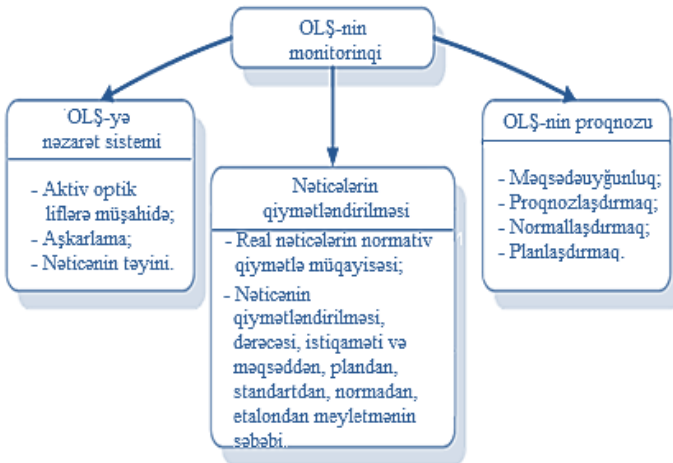 OLŞ-nin
monitorinqi
OLŞ-yə
nəzarət sistemi
- Aktiv optik
liflərə müşahidə;
- Aşkarlama;
- Nəticənin təyini.
Nəticələrin
qiymətləndirilməsi
- Real nəticələrin normativ
qiymətlə müqayisəsi;
- Nəticənin
qiymətləndirilməsi,
dərəcəsi, istiqaməti və
məqsəddən, plandan,
standartdan, normadan,
etalondan meyletmənin
səbəbi..
OLŞ-nin proqnozu
- Məqsədəuyğunluq;
- Proqnozlaşdırmaq;
- Normallaşdırmaq;
- Planlaşdırmaq.